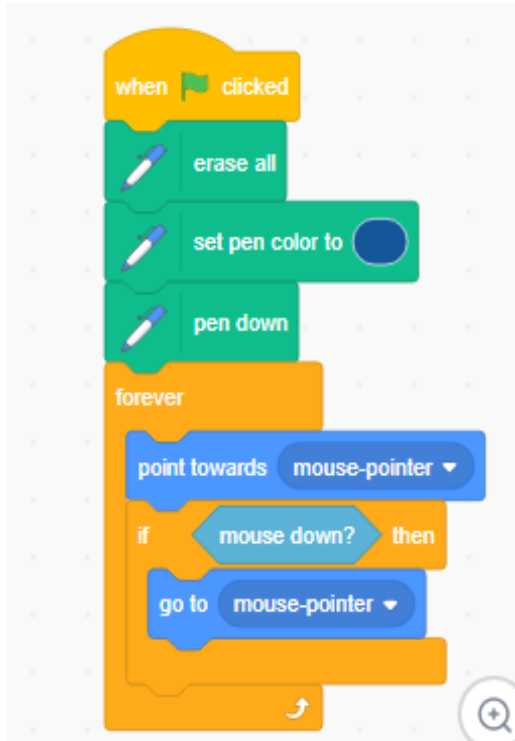 when clicked
erase all
set pen color to
pen down
forever
point towards mouse-pointer
if mouse down? then
go to mouse-pointer